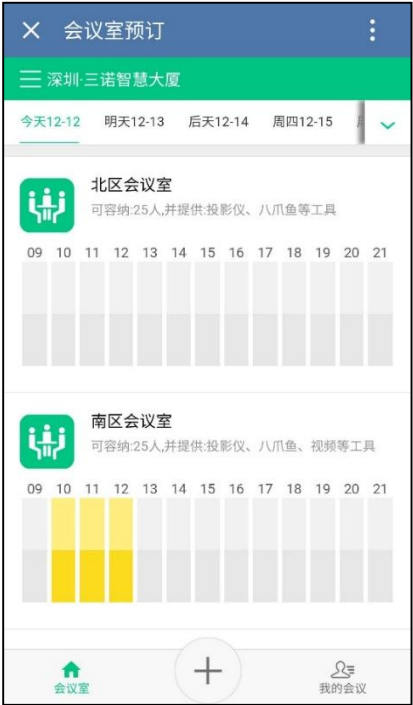 会议室预订
深圳·三诺智慧大厦
今天12-12 明天12-13 后天12-14 周四12-15
北区会议室
可容纳:25人,并提供:投影仪、八爪鱼等工具
09 10 11 12 13 14 15 16 17 18 19 20 21
南区会议室
可容纳:25人,并提供:投影仪、八爪鱼、视频等工具
09 10 11 12 13 14 15 16 17 18 19 20 21
会议室 我的会议